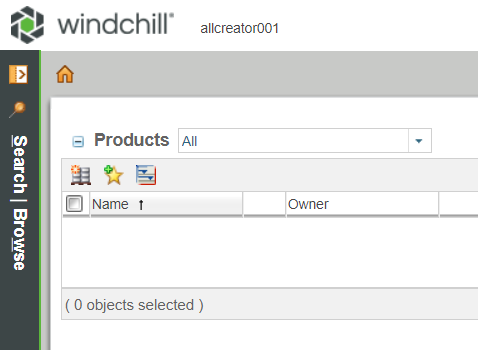 windchill® allcreator001
Products All
Name ↑ Owner
( 0 objects selected )
Search | Browse